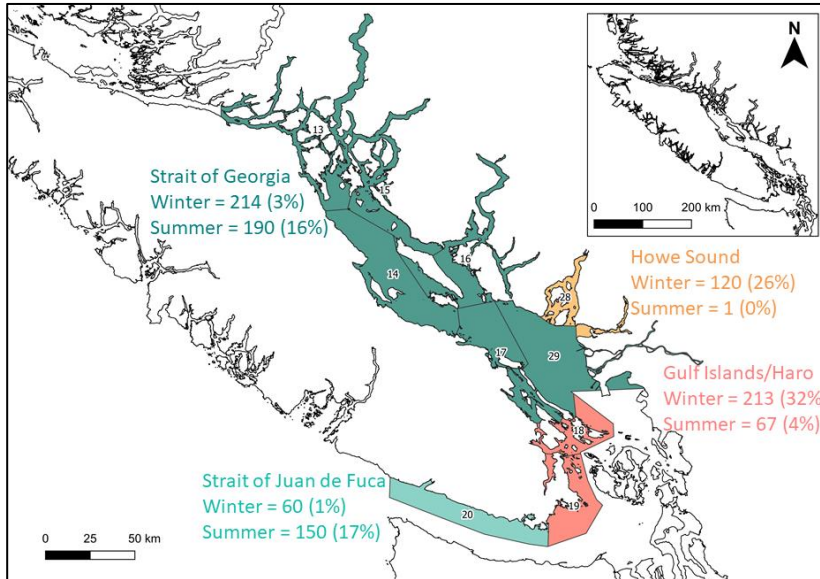 N
0 100 200 km
13
15
Strait of Georgia
Winter = 214 (3%)
Summer = 190 (16%)
16
14
Howe Sound
Winter = 120 (26%)
Summer = 1 (0%)
28
17
29
Gulf Islands/Haro
Winter = 213 (32%
Summer = 67 (4%)
18
Strait of Juan de Fuca
Winter = 60 (1%)
Summer = 150 (17%)
20
19
0 25 50 km